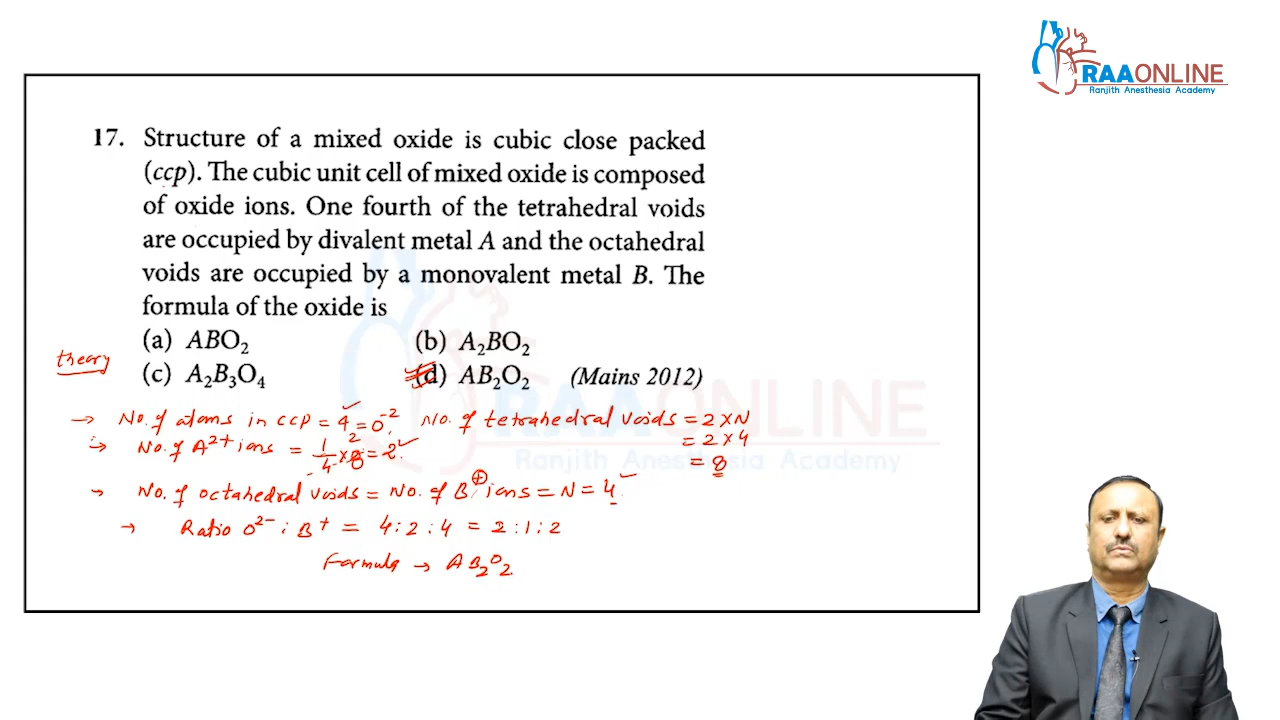 RAAONLINE
Ranjith Anesthesia Academy
17. Structure of a mixed oxide is cubic close packed
(ccp). The cubic unit cell of mixed oxide is composed
of oxide ions. One fourth of the tetrahedral voids
are occupied by divalent metal A and the octahedral
voids are occupied by a monovalent metal B. The
formula of the oxide is
(a) ABO₂ (b) A₂BO₂
theory
(c) A₂B₃O₄ (d) AB₂O₂ (Mains 2012)
→ No. of atoms in ccp = 4 = O⁻². No. of tetrahedral voids = 2 × N
= 2 × 4
= 8
→ No. of A²⁺ ions = 1/4 × 8 2 = 2
→ No. of octahedral voids = No. of B⁺ ions = N = 4
→ Ratio O²⁻ : B⁺ = 4 : 2 : 4 = 2 : 1 : 2
Formula → AB₂O₂
RAAONLINE
Ranjith Anesthesia Academy